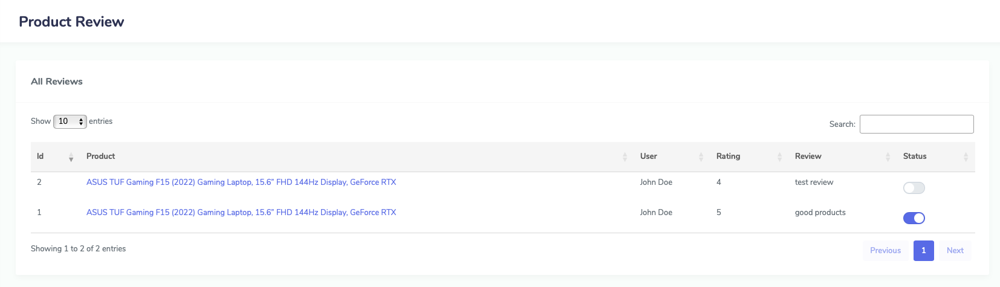 Product Review
All Reviews
Show 10 entries
Search:
Id Product User Rating Review Status
2 ASUS TUF Gaming F15 (2022) Gaming Laptop, 15.6” FHD 144Hz Display, GeForce RTX John Doe 4 test review
1 ASUS TUF Gaming F15 (2022) Gaming Laptop, 15.6” FHD 144Hz Display, GeForce RTX John Doe 5 good products
Showing 1 to 2 of 2 entries
Previous 1 Next